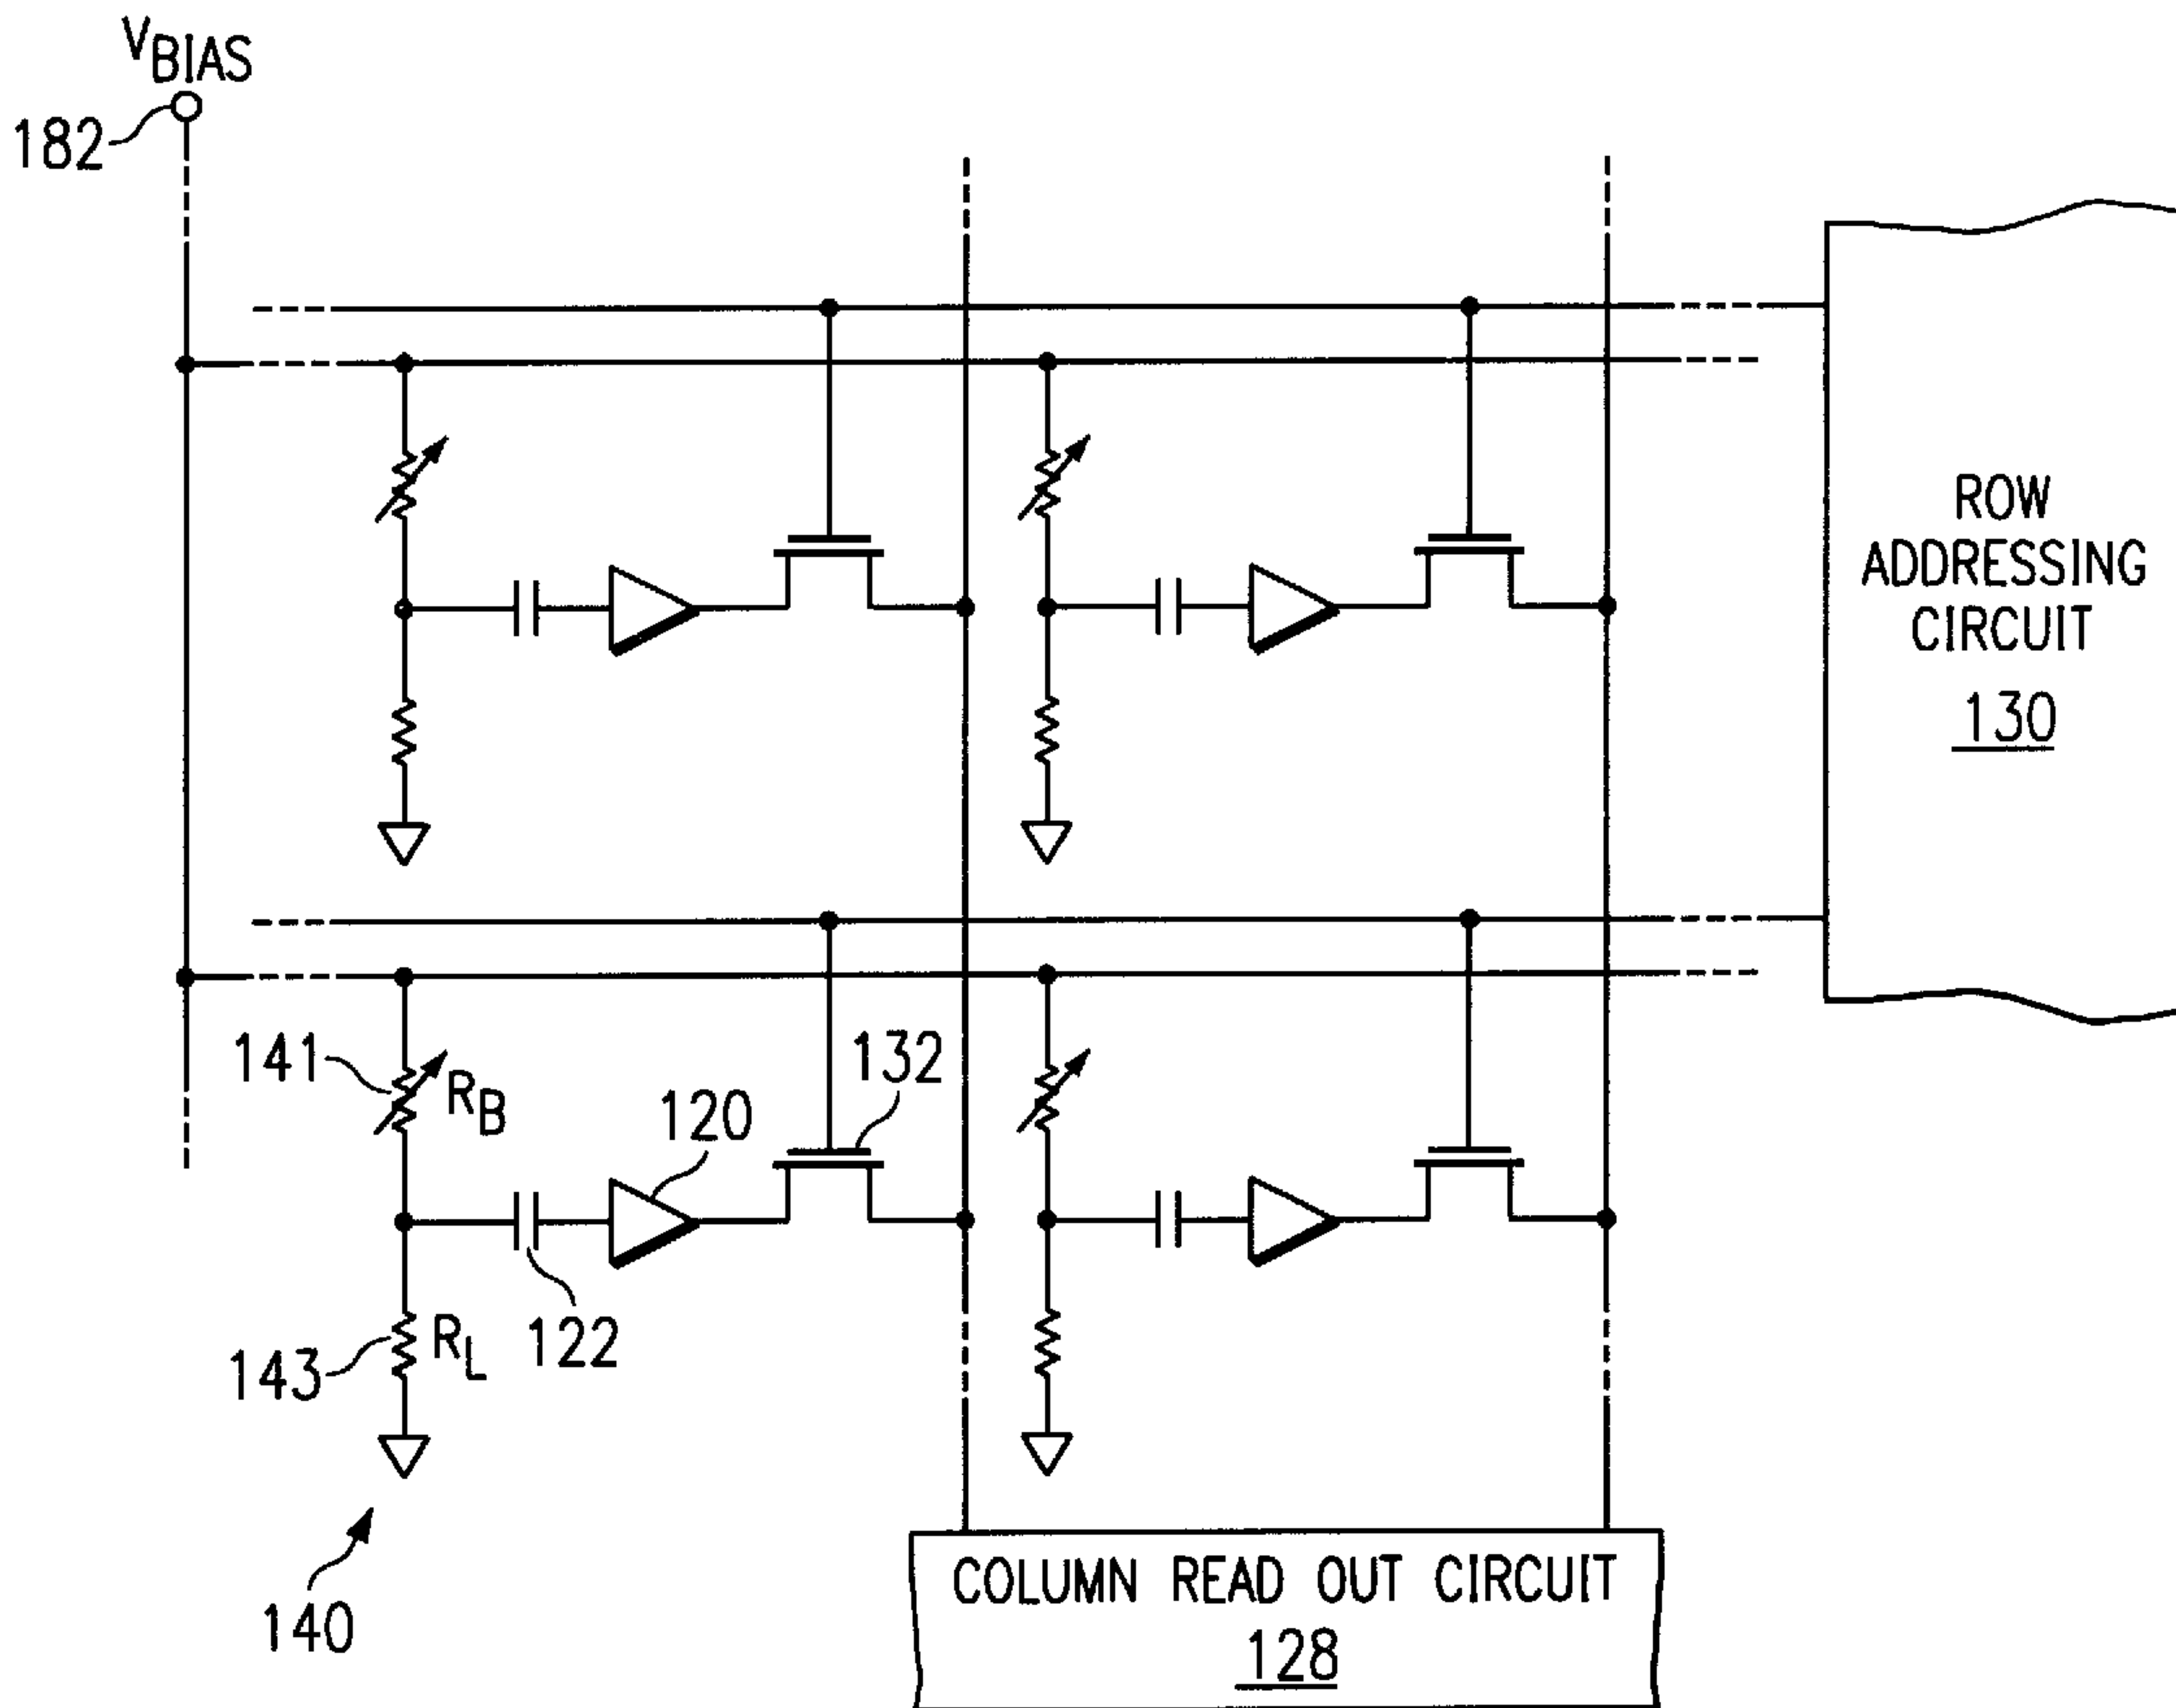 VBIAS
182
ROW
ADDRESSING
CIRCUIT
130
141
RB
120
132
143
RL
122
140
COLUMN READ OUT CIRCUIT
128